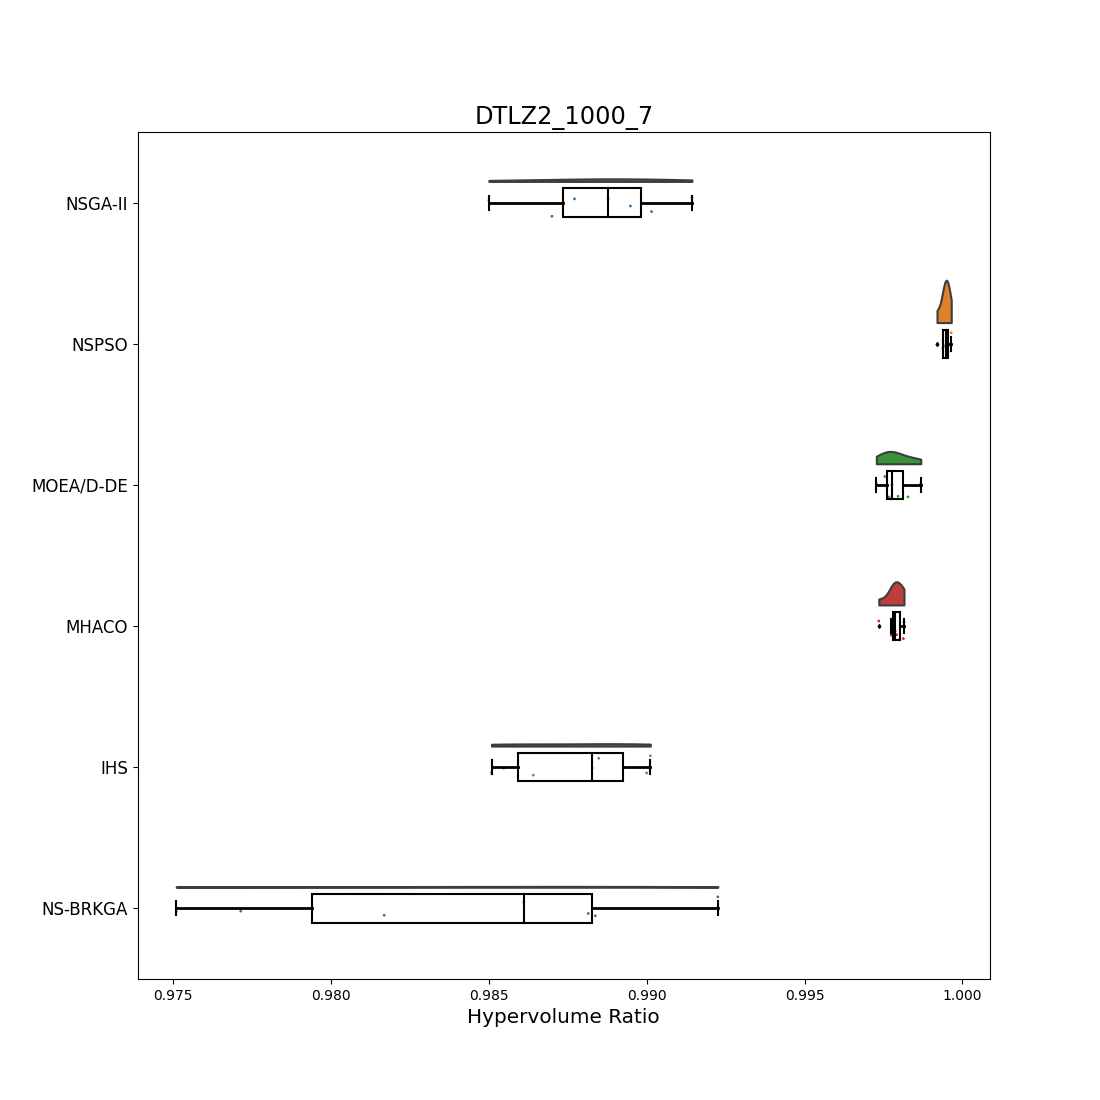 DTLZ2_1000_7
NSGA-II
NSPSO
MOEA/D-DE
MHACO
IHS
NS-BRKGA
0.975 0.980 0.985 0.990 0.995 1.000
Hypervolume Ratio